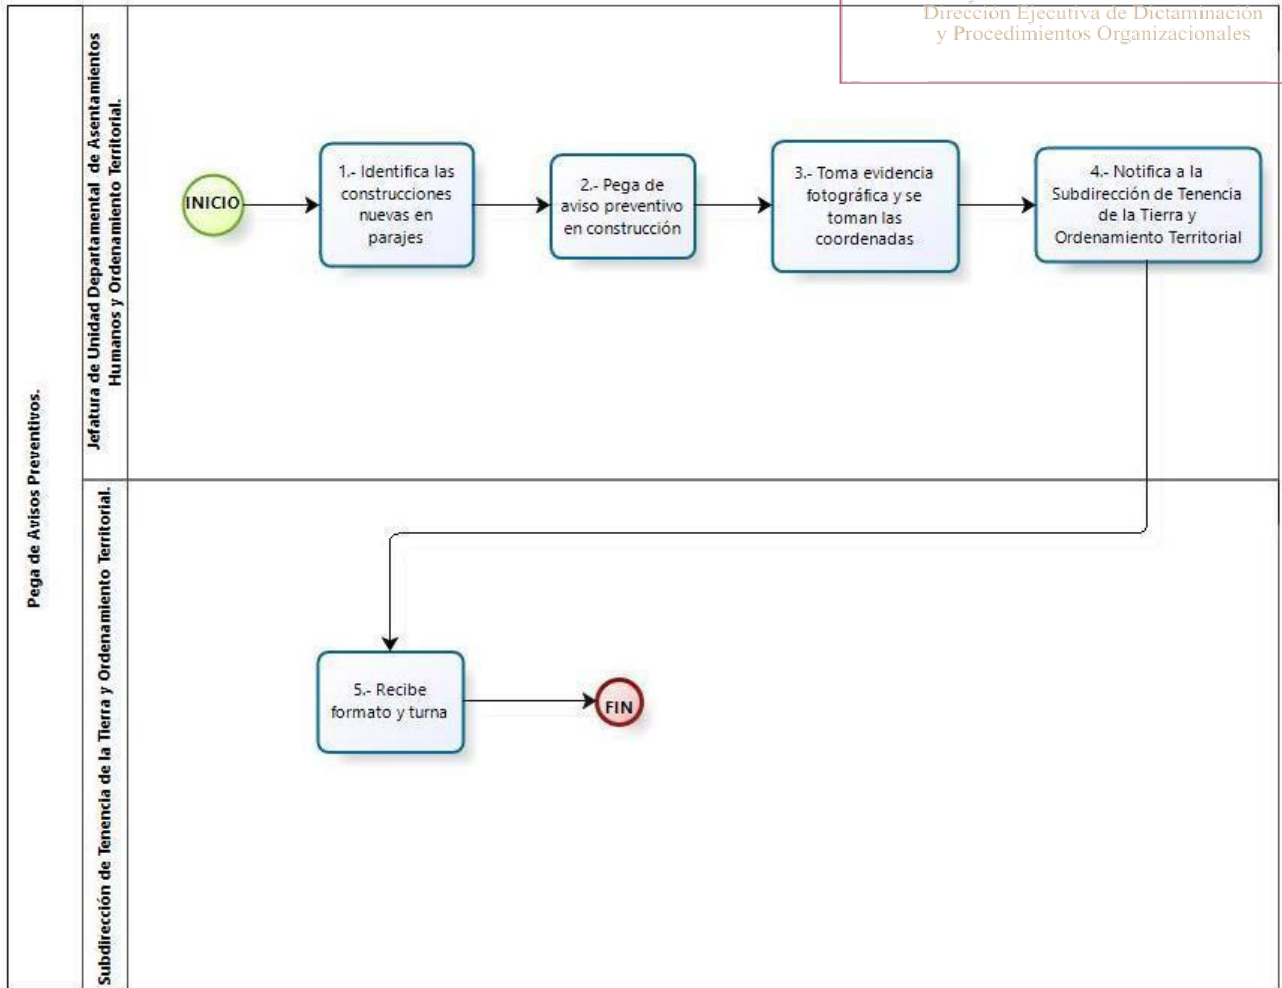 Dirección Ejecutiva de Dictaminación
y Procedimientos Organizacionales
Pega de Avisos Preventivos.
Jefatura de Unidad Departamental de Asentamientos
Humanos y Ordenamiento Territorial.
INICIO
1.- Identifica las
construcciones
nuevas en
parajes
2.- Pega de
aviso preventivo
en construcción
3.- Toma evidencia
fotográfica y se
toman las
coordenadas
4.- Notifica a la
Subdirección de Tenencia
de la Tierra y
Ordenamiento Territorial
Subdirección de Tenencia de la Tierra y Ordenamiento Territorial.
5.- Recibe
formato y turna
FIN